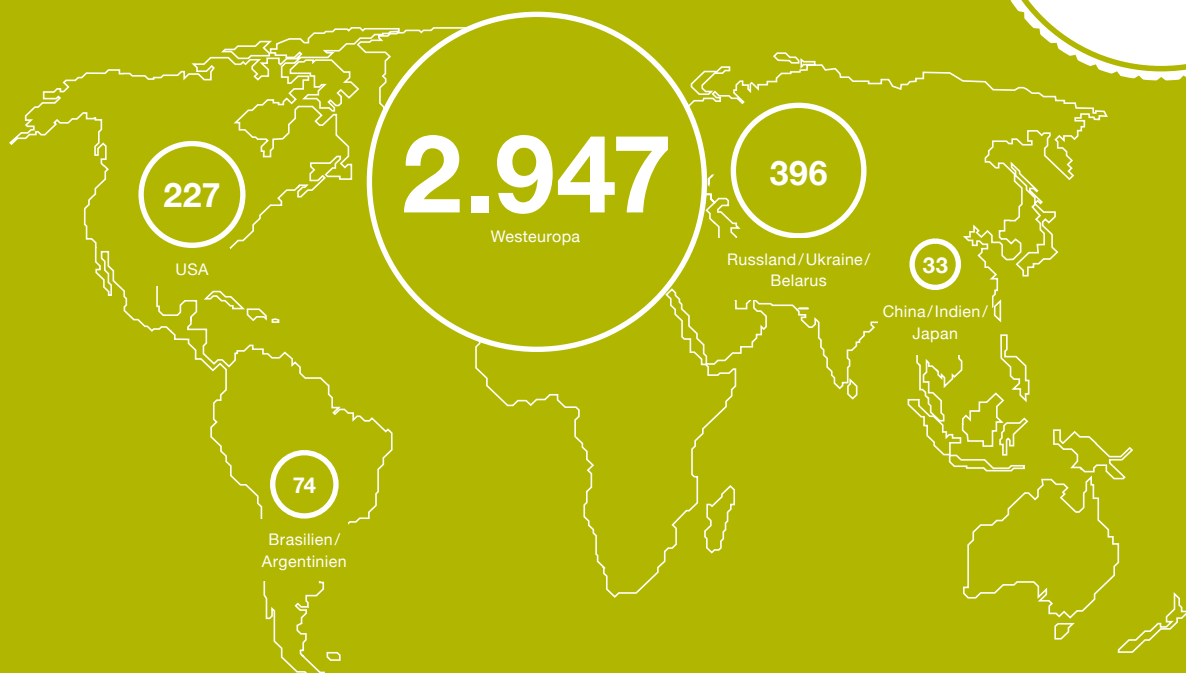 2.947
Westeuropa
227
USA
396
Russland/Ukraine/
Belarus
33
China/Indien/
Japan
74
Brasilien/
Argentinien